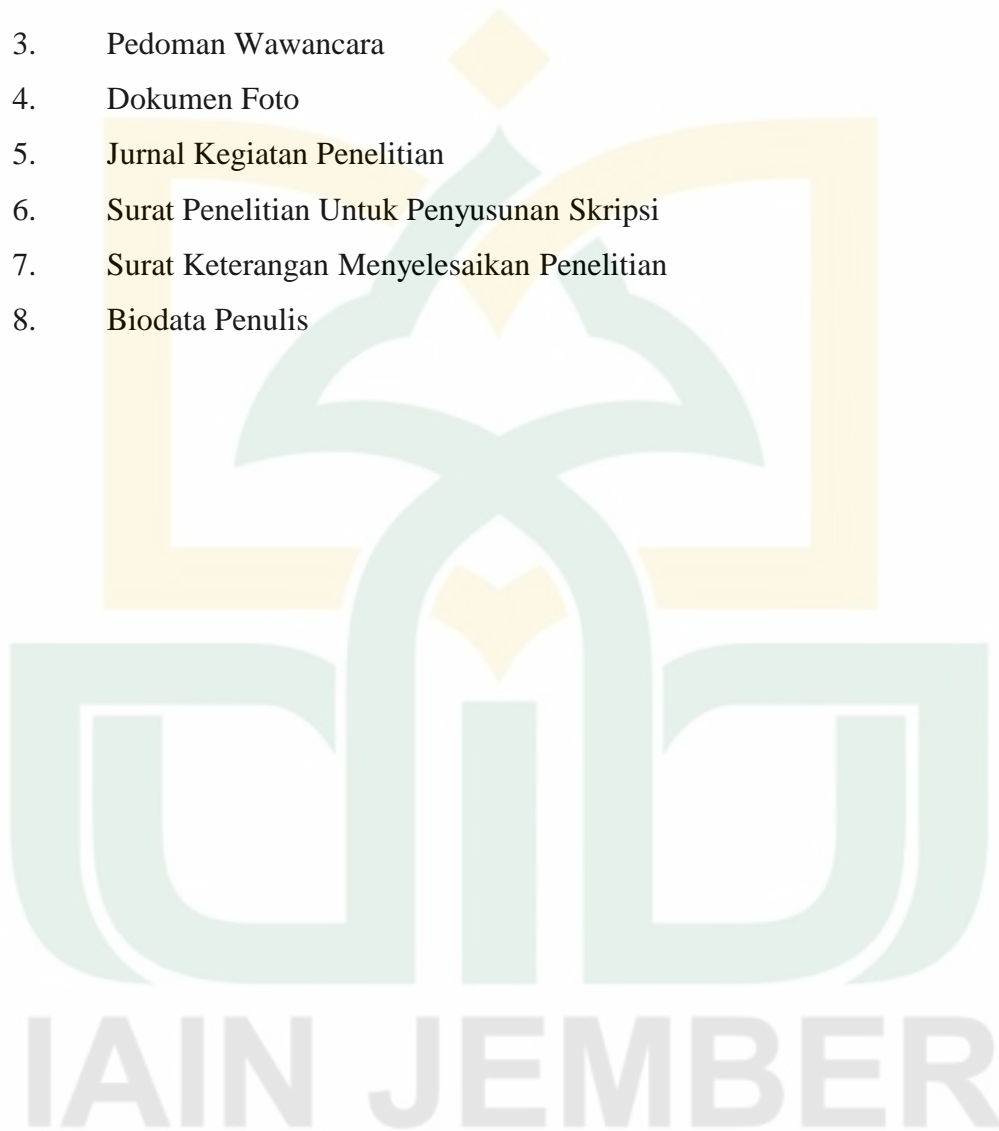 3. Pedoman Wawancara
4. Dokumen Foto
5. Jurnal Kegiatan Penelitian
6. Surat Penelitian Untuk Penyusunan Skripsi
7. Surat Keterangan Menyelesaikan Penelitian
8. Biodata Penulis
IAIN JEMBER